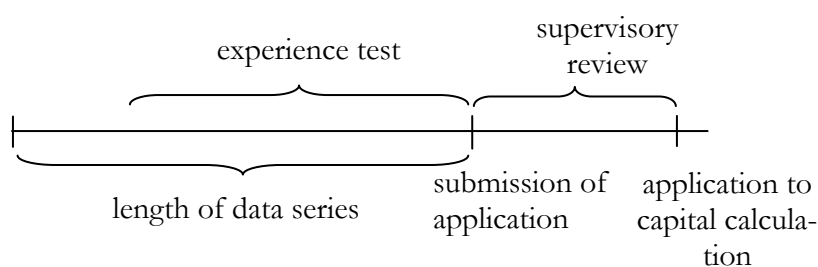 experience test
supervisory
review
length of data series
submission of
application
application to
capital calcula-
tion